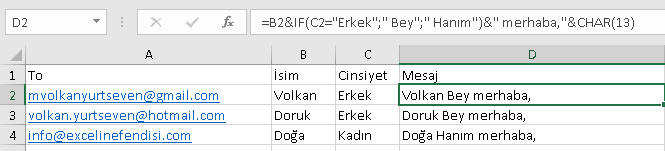 D2 =B2&IF(C2="Erkek";" Bey";" Hanım")&" merhaba,"&CHAR(13)
A B C D
1 To İsim Cinsiyet Mesaj
2 mvolkanyurtseven@gmail.com Volkan Erkek Volkan Bey merhaba,
3 volkan.yurtseven@hotmail.com Doruk Erkek Doruk Bey merhaba,
4 info@excelinefendisi.com Doğa Kadın Doğa Hanım merhaba,